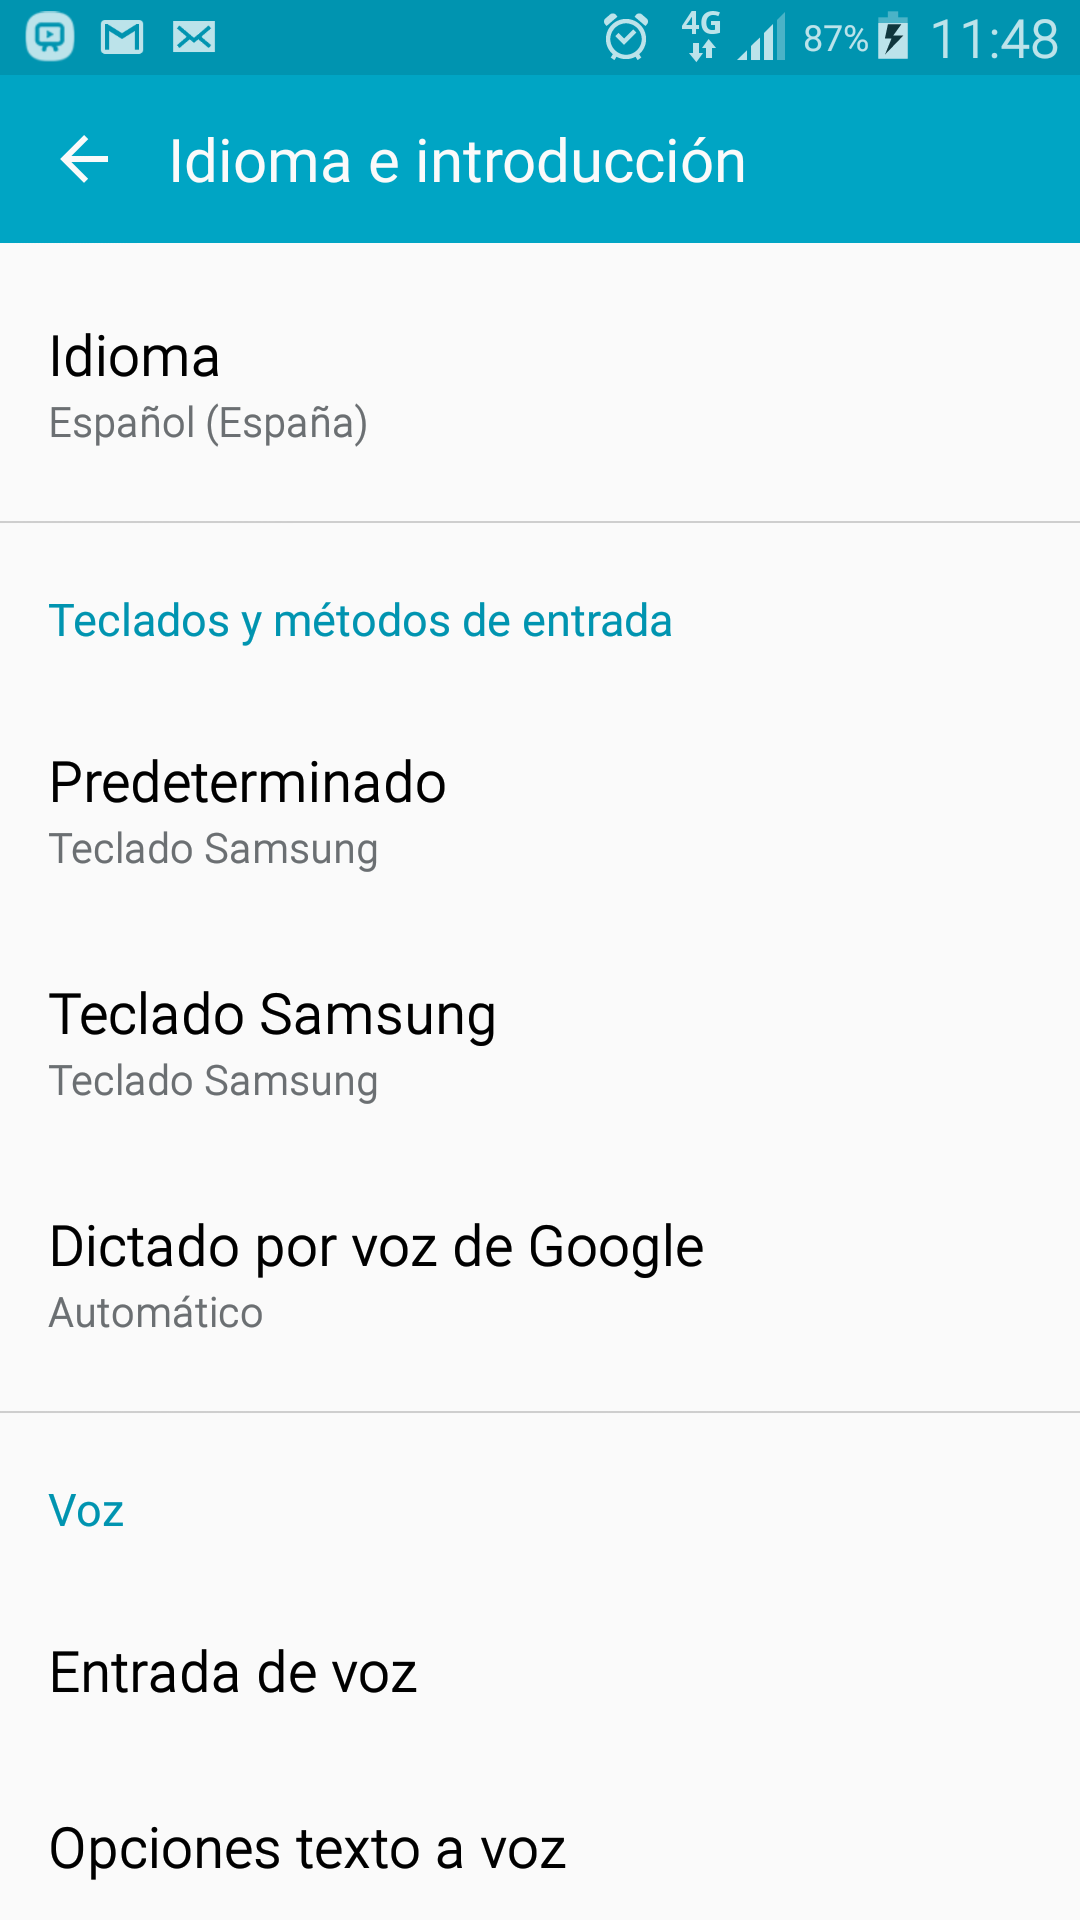 4G 87% 11:48
Idioma e introducción
Idioma
Español (España)
Teclados y métodos de entrada
Predeterminado
Teclado Samsung
Teclado Samsung
Teclado Samsung
Dictado por voz de Google
Automático
Voz
Entrada de voz
Opciones texto a voz